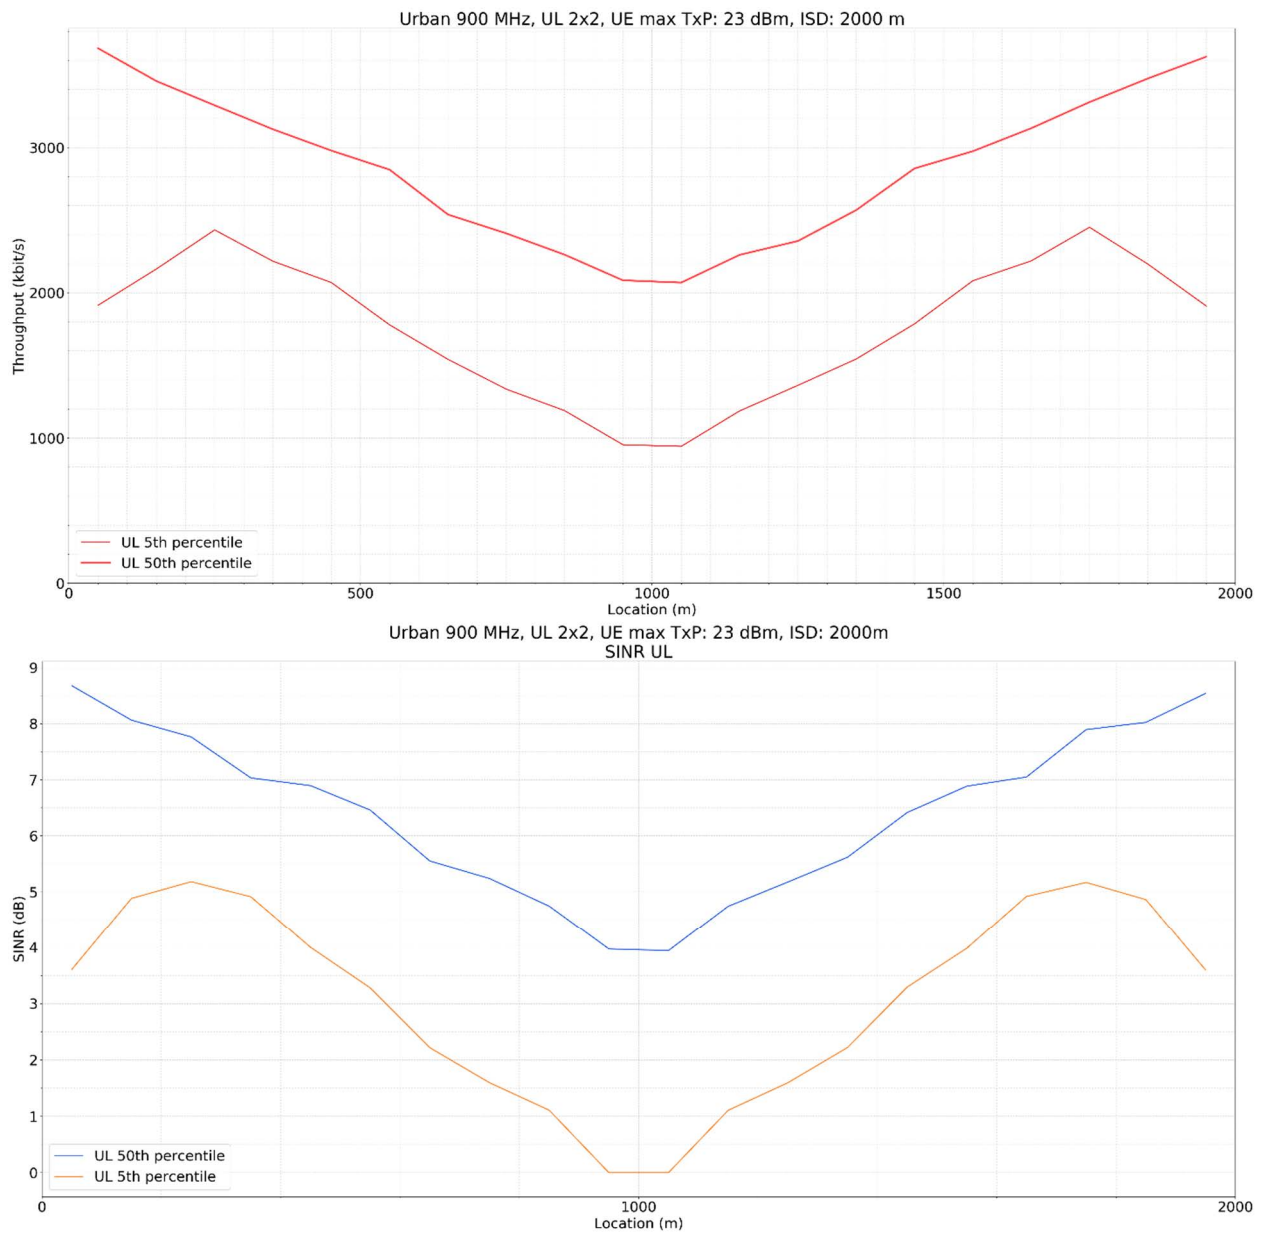 Urban 900 MHz, UL 2x2, UE max TxP: 23 dBm, ISD: 2000 m
3000
2000
1000
0
Throughput (kbit/s)
UL 5th percentile
UL 50th percentile
0 500 1000 1500 2000
Location (m)
Urban 900 MHz, UL 2x2, UE max TxP: 23 dBm, ISD: 2000m
SINR UL
9
8
7
6
5
4
3
2
1
0
SINR (dB)
UL 50th percentile
UL 5th percentile
0 1000 2000
Location (m)